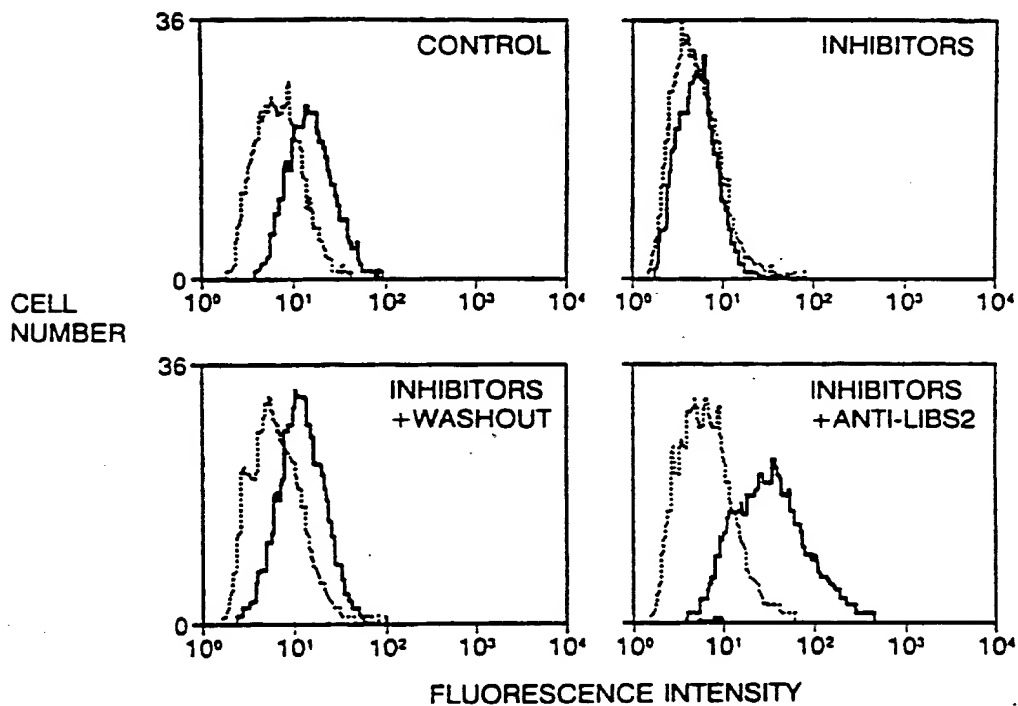 36
CONTROL
0
10⁰ 10¹ 10² 10³ 10⁴
INHIBITORS
10⁰ 10¹ 10² 10³ 10⁴
CELL
NUMBER
36
INHIBITORS
+WASHOUT
0
10⁰ 10¹ 10² 10³ 10⁴
INHIBITORS
+ANTI-LIBS2
10⁰ 10¹ 10² 10³ 10⁴
FLUORESCENCE INTENSITY